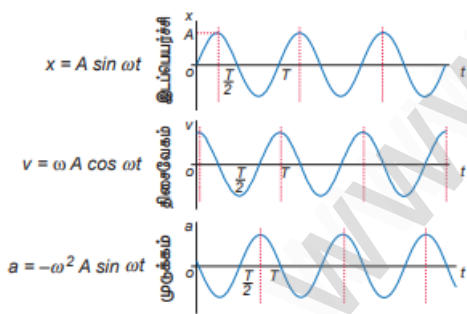 x
A
x = A sin ωt
இடப்பெயர்ச்சி
o
T/2
T
t
v
v = ω A cos ωt
திசைவேகம்
o
T/2
T
t
a
a = –ω² A sin ωt
முடுக்கம்
o
T/2
T
t